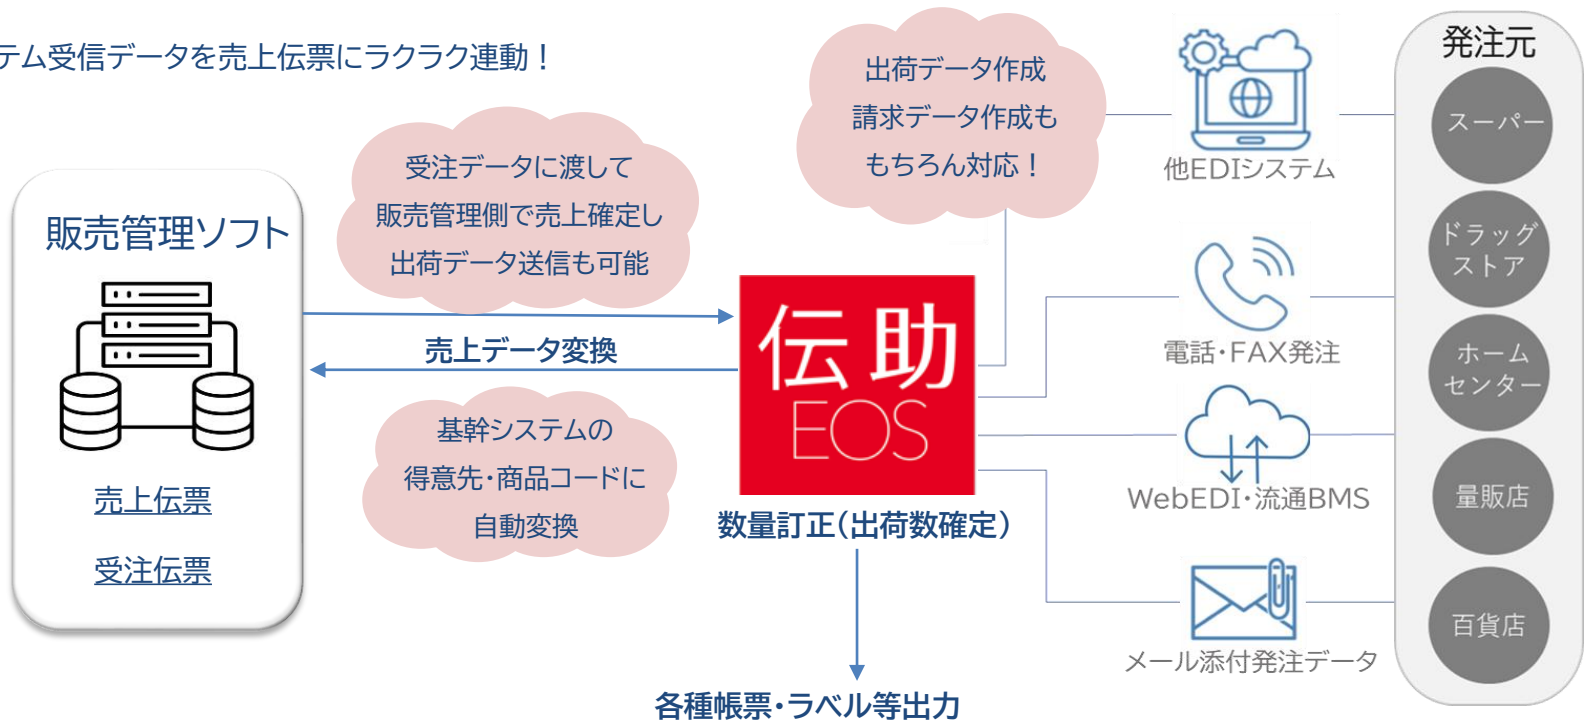 テム受信データを売上伝票にラクラク連動！
出荷データ作成
請求データ作成も
もちろん対応！
受注データに渡して
販売管理側で売上確定し
出荷データ送信も可能
販売管理ソフト
売上伝票
受注伝票
売上データ変換
基幹システムの
得意先・商品コードに
自動変換
伝助
EOS
数量訂正（出荷数確定）
各種帳票・ラベル等出力
他EDIシステム
電話・FAX発注
WebEDI・流通BMS
メール添付発注データ
発注元
スーパー
ドラッグ
ストア
ホーム
センター
量販店
百貨店